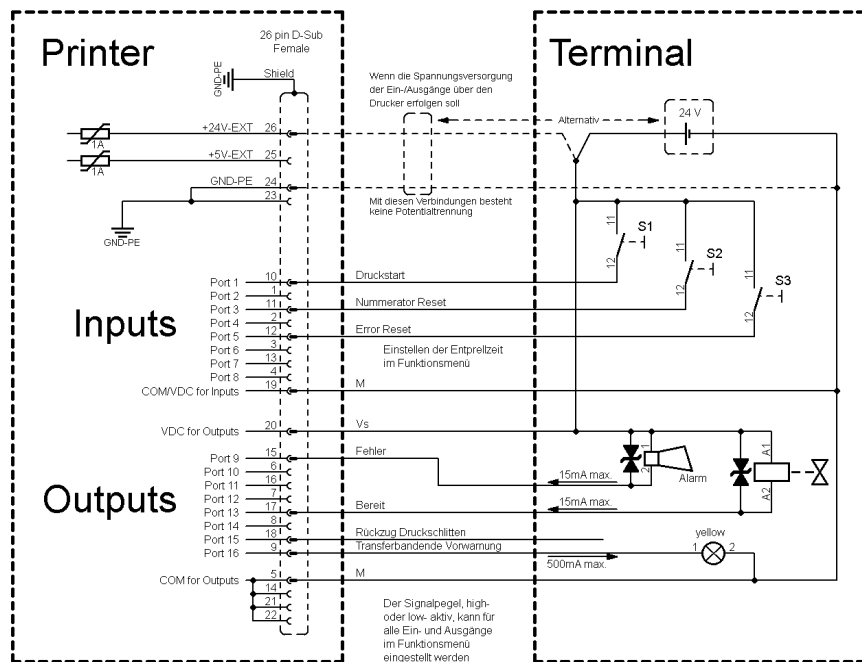 Printer
26 pin D-Sub
Female
Terminal
GND-PE
Shield
Wenn die Spannungsversorgung
der Ein-/Ausgänge über den
Drucker erfolgen soll
Alternativ
24 V
1A
+24V-EXT 26
1A
+5V-EXT 25
GND-PE 24
23
GND-PE
Mit diesen Verbindungen besteht
keine Potentialtrennung
11
S1
12
11
S2
12
11
S3
12
Inputs
Port 1 10 Druckstart
Port 2 1
Port 3 11 Nummerator Reset
Port 4 2
Port 5 12 Error Reset
Port 6 3
Port 7 13
Port 8 4
Einstellen der Entprellzeit
im Funktionsmenü
COM/VDC for Inputs 19 M
VDC for Outputs 20 Vs
Outputs
Port 9 15 Fehler
Port 10 6
Port 11 16
Port 12 7
Port 13 17 Bereit
Port 14 8
Port 15 18 Rückzug Druckschlitten
Port 16 9 Transferbandende Vorwarnung
1
2
Alarm
A1
A2
15mA max.
15mA max.
yellow
1 2
500mA max.
COM for Outputs 5 M
14
21
22
Der Signalpegel, high-
oder low- aktiv, kann für
alle Ein- und Ausgänge
im Funktionsmenü
eingestellt werden